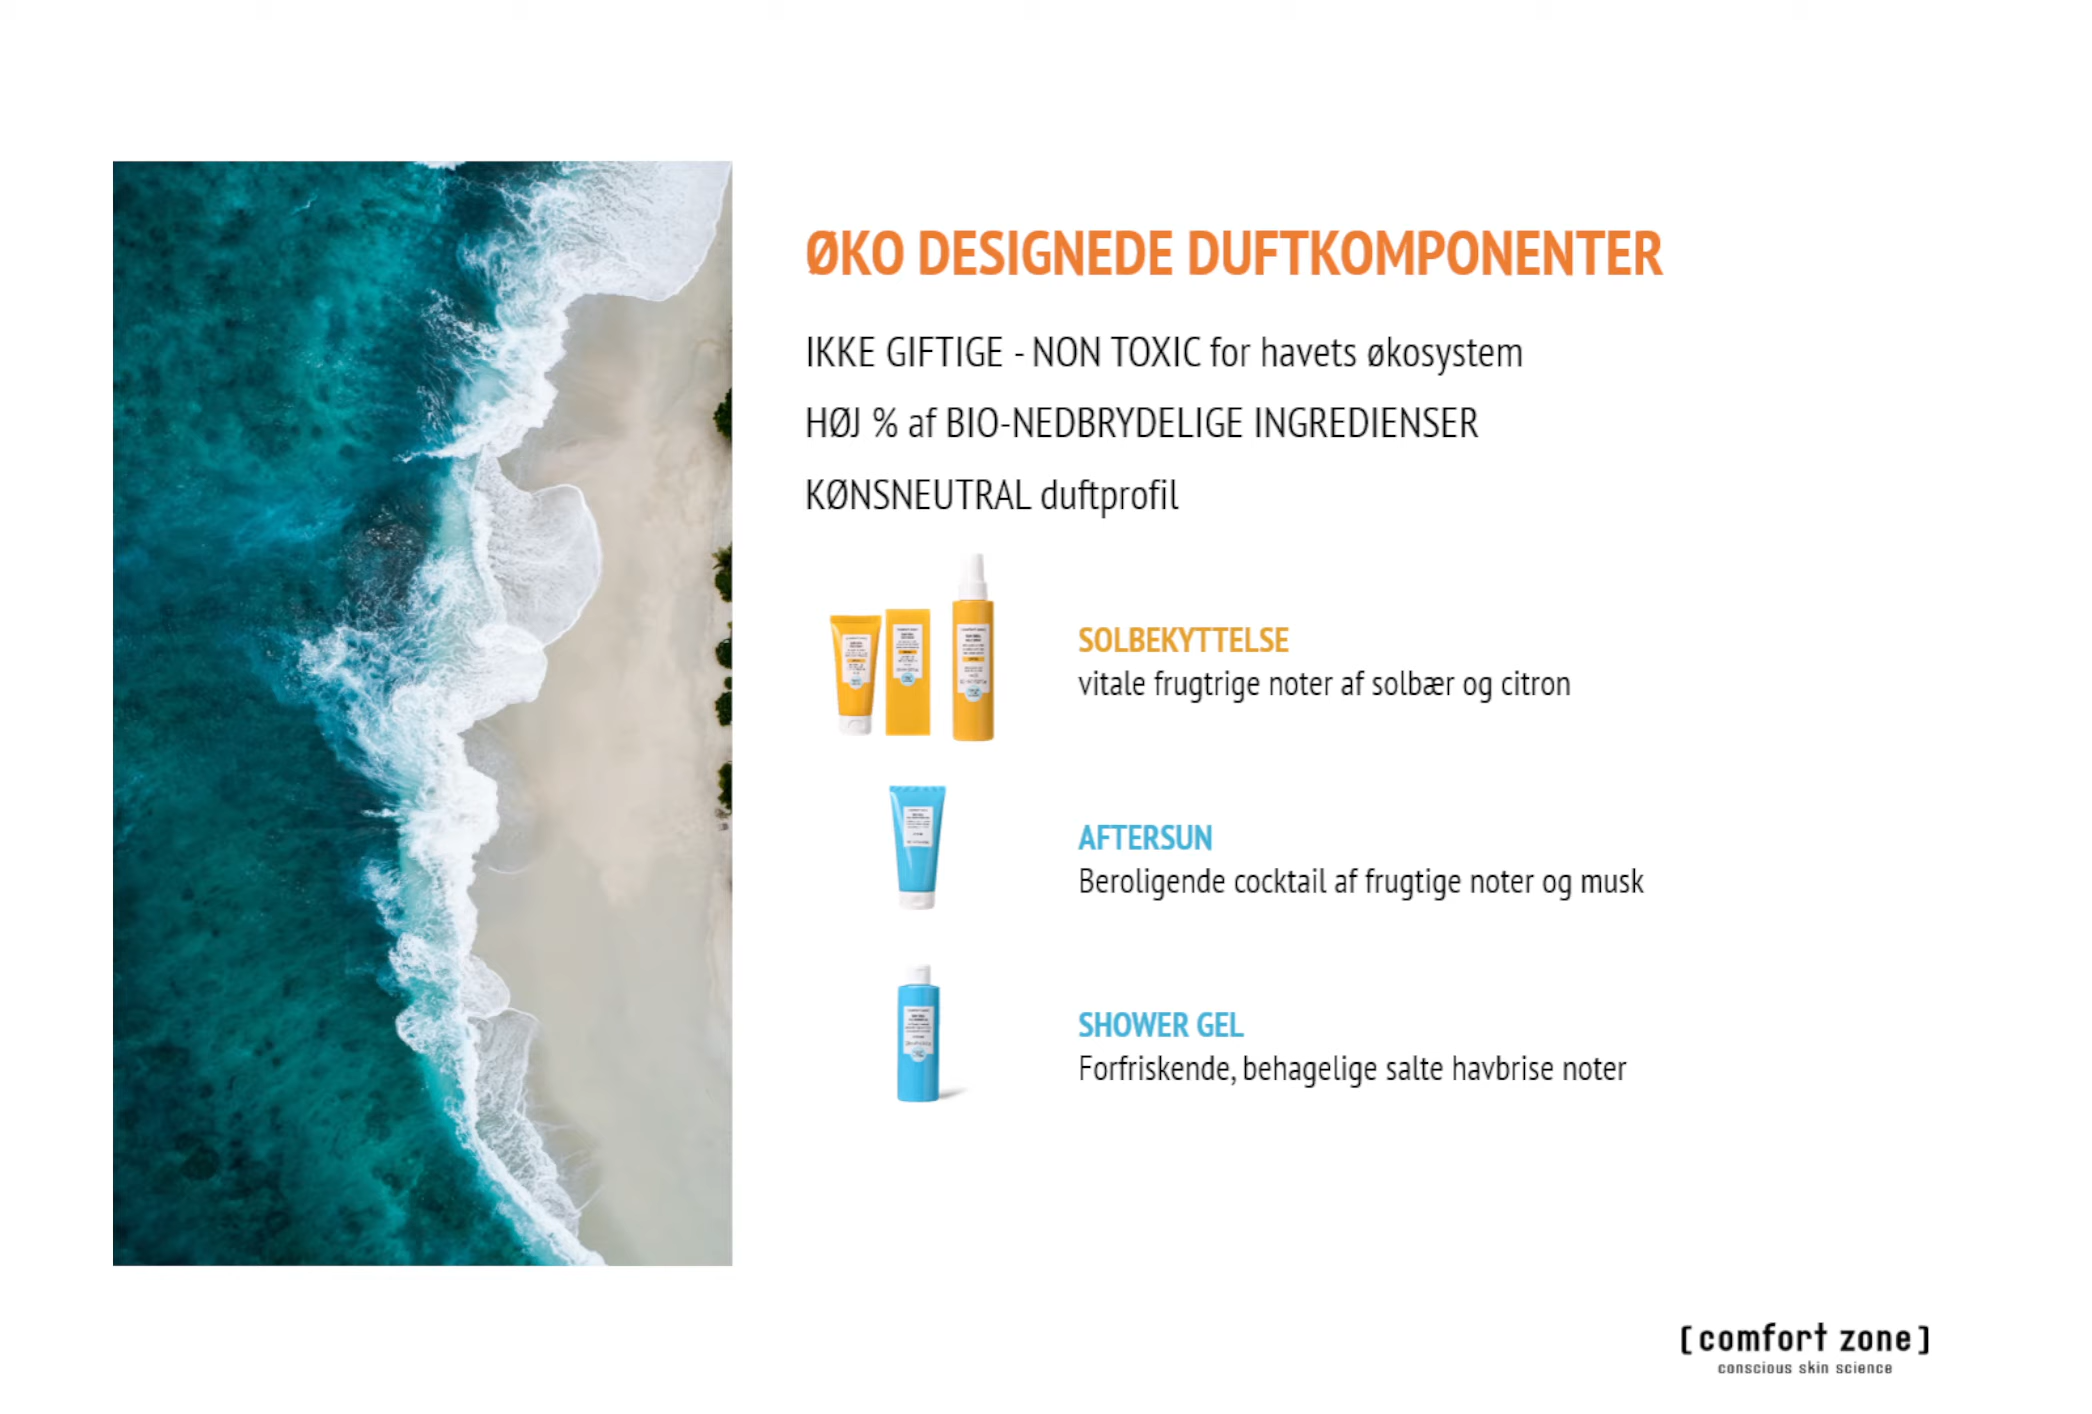 ØKO DESIGNEDE DUFTKOMPONENTER
IKKE GIFTIGE - NON TOXIC for havets økosystem
HØJ % af BIO-NEDBRYDELIGE INGREDIENSER
KØNSNEUTRAL duftprofil
SOLBEKYTTELSE
vitale frugtrige noter af solbær og citron
AFTERSUN
Beroligende cocktail af frugtige noter og musk
SHOWER GEL
Forfriskende, behagelige salte havbrise noter
[ comfort zone ]
conscious skin science